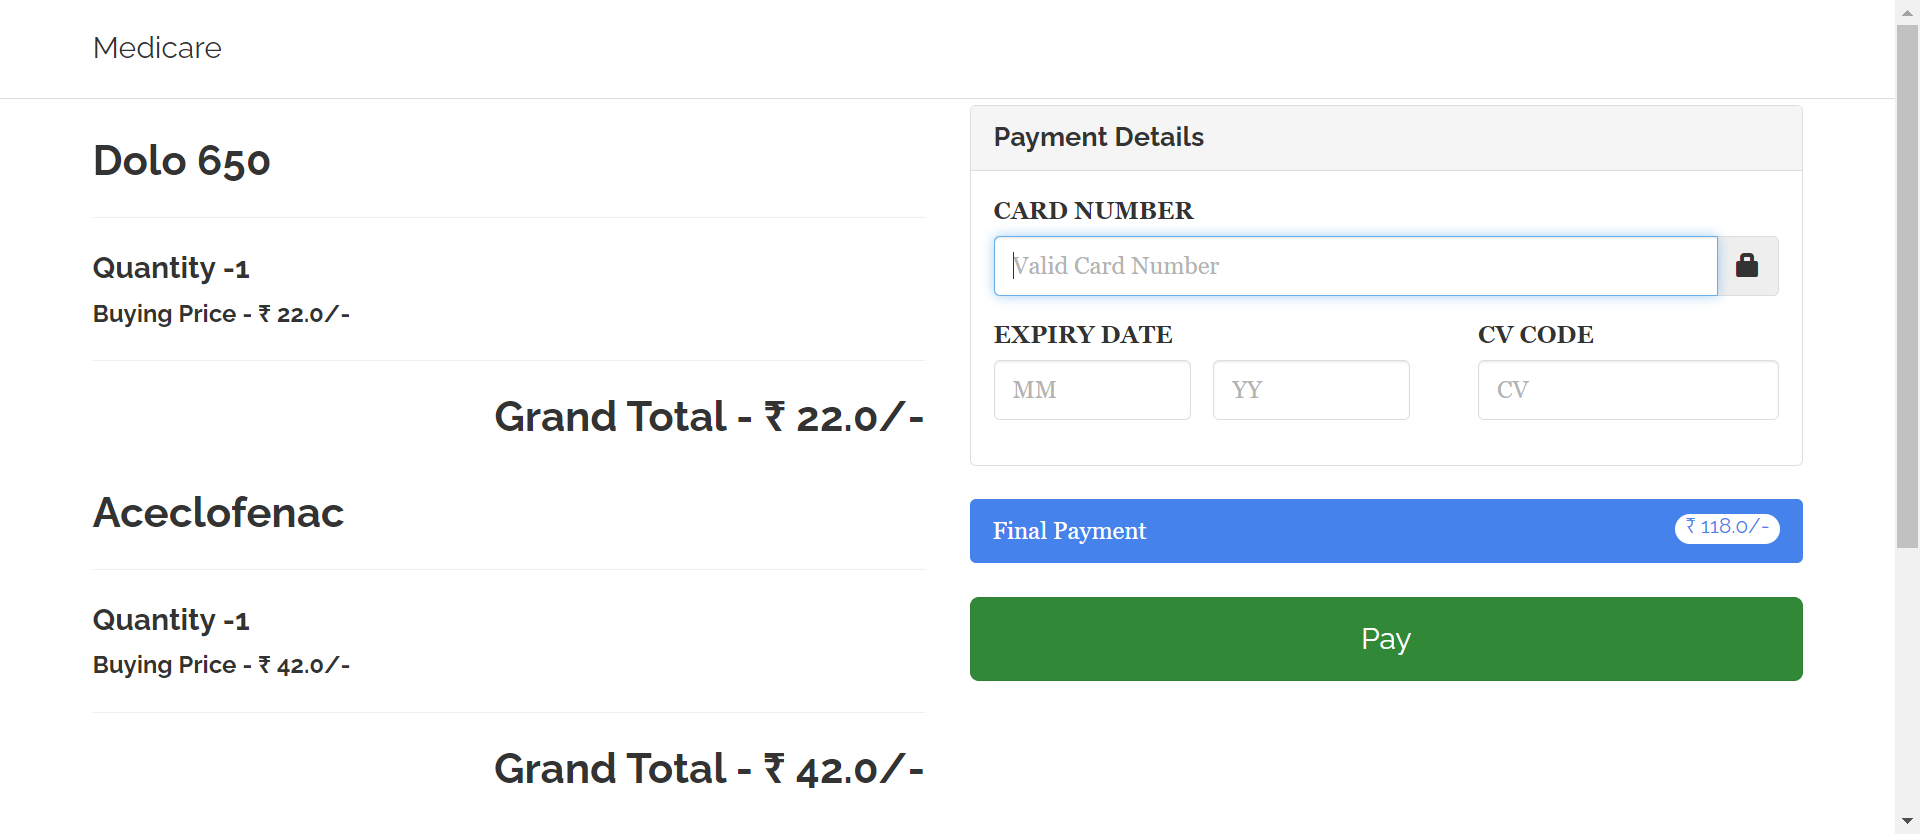 Medicare
Dolo 650
Quantity -1
Buying Price - ₹ 22.0/-
Grand Total - ₹ 22.0/-
Aceclofenac
Quantity -1
Buying Price - ₹ 42.0/-
Grand Total - ₹ 42.0/-
Payment Details
CARD NUMBER
Valid Card Number
EXPIRY DATE CV CODE
MM YY CV
Final Payment ₹ 118.0/-
Pay